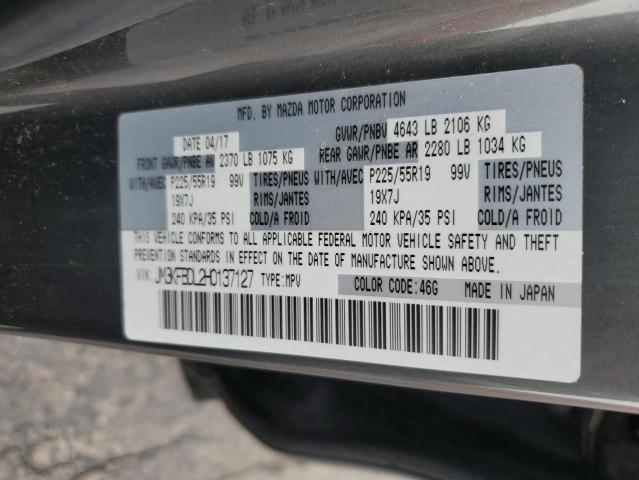 MFD. BY MAZDA MOTOR CORPORATION
DATE 04/17 GVWR/PNBV 4643 LB 2106 KG
FRONT GAWR/PNBE AV 2370 LB 1075 KG REAR GAWR/PNBE AR 2280 LB 1034 KG
WITH/AVEC P225/55R19 99V TIRES/PNEUS WITH/AVEC P225/55R19 99V TIRES/PNEUS
19X7J RIMS/JANTES 19X7J RIMS/JANTES
240 KPA/35 PSI COLD/A FROID 240 KPA/35 PSI COLD/A FROID
THIS VEHICLE CONFORMS TO ALL APPLICABLE FEDERAL MOTOR VEHICLE SAFETY AND THEFT
PREVENTION STANDARDS IN EFFECT ON THE DATE OF MANUFACTURE SHOWN ABOVE.
VIN: JM3KFBDL2H0137127 TYPE: MPV COLOR CODE: 46G MADE IN JAPAN